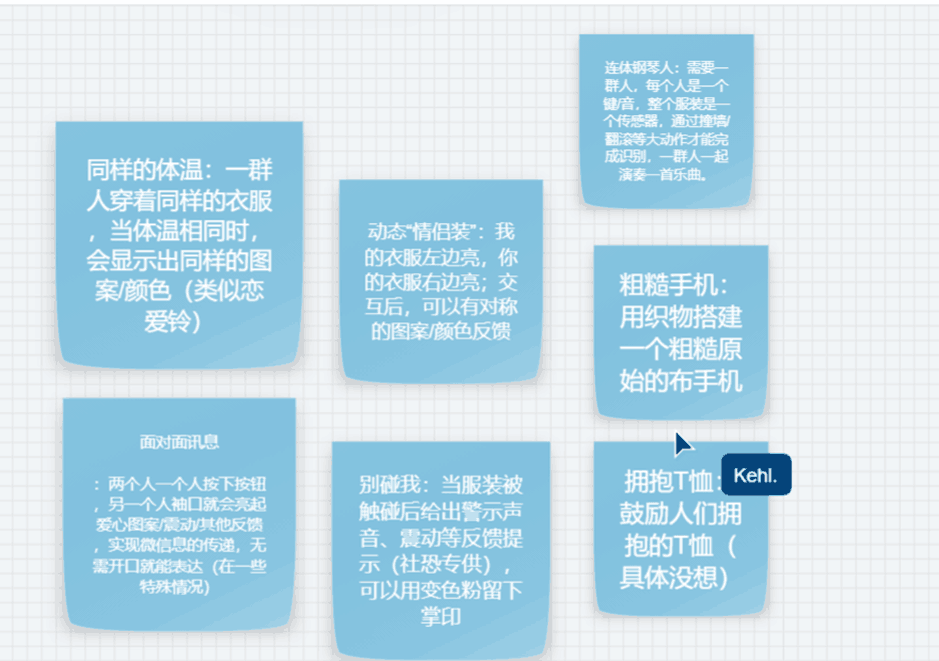 同样的体温：一群
人穿着同样的衣服
，当体温相同时，
会显示出同样的图
案/颜色（类似恋
爱铃）
动态“情侣装”：我
的衣服左边亮，你
的衣服右边亮；交
互后，可以有对称
的图案/颜色反馈
连体钢琴人：需要一
群人，每个人是一个
键/音，整个服装是一
个传感器，通过撞墙/
翻滚等大动作才能完
成识别，一群人一起
演奏一首乐曲。
粗糙手机：
用织物搭建
一个粗糙原
始的布手机
面对面讯息
：两个人一个人按下按钮
，另一个人袖口就会亮起
爱心图案/震动/其他反馈
，实现微信息的传递，无
需开口就能表达（在一些
特殊情况）
别碰我：当服装被
触碰后给出警示声
音、震动等反馈提
示（社恐专供），
可以用变色粉留下
掌印
拥抱T恤：
鼓励人们拥
抱的T恤（
具体没想）
Kehl.